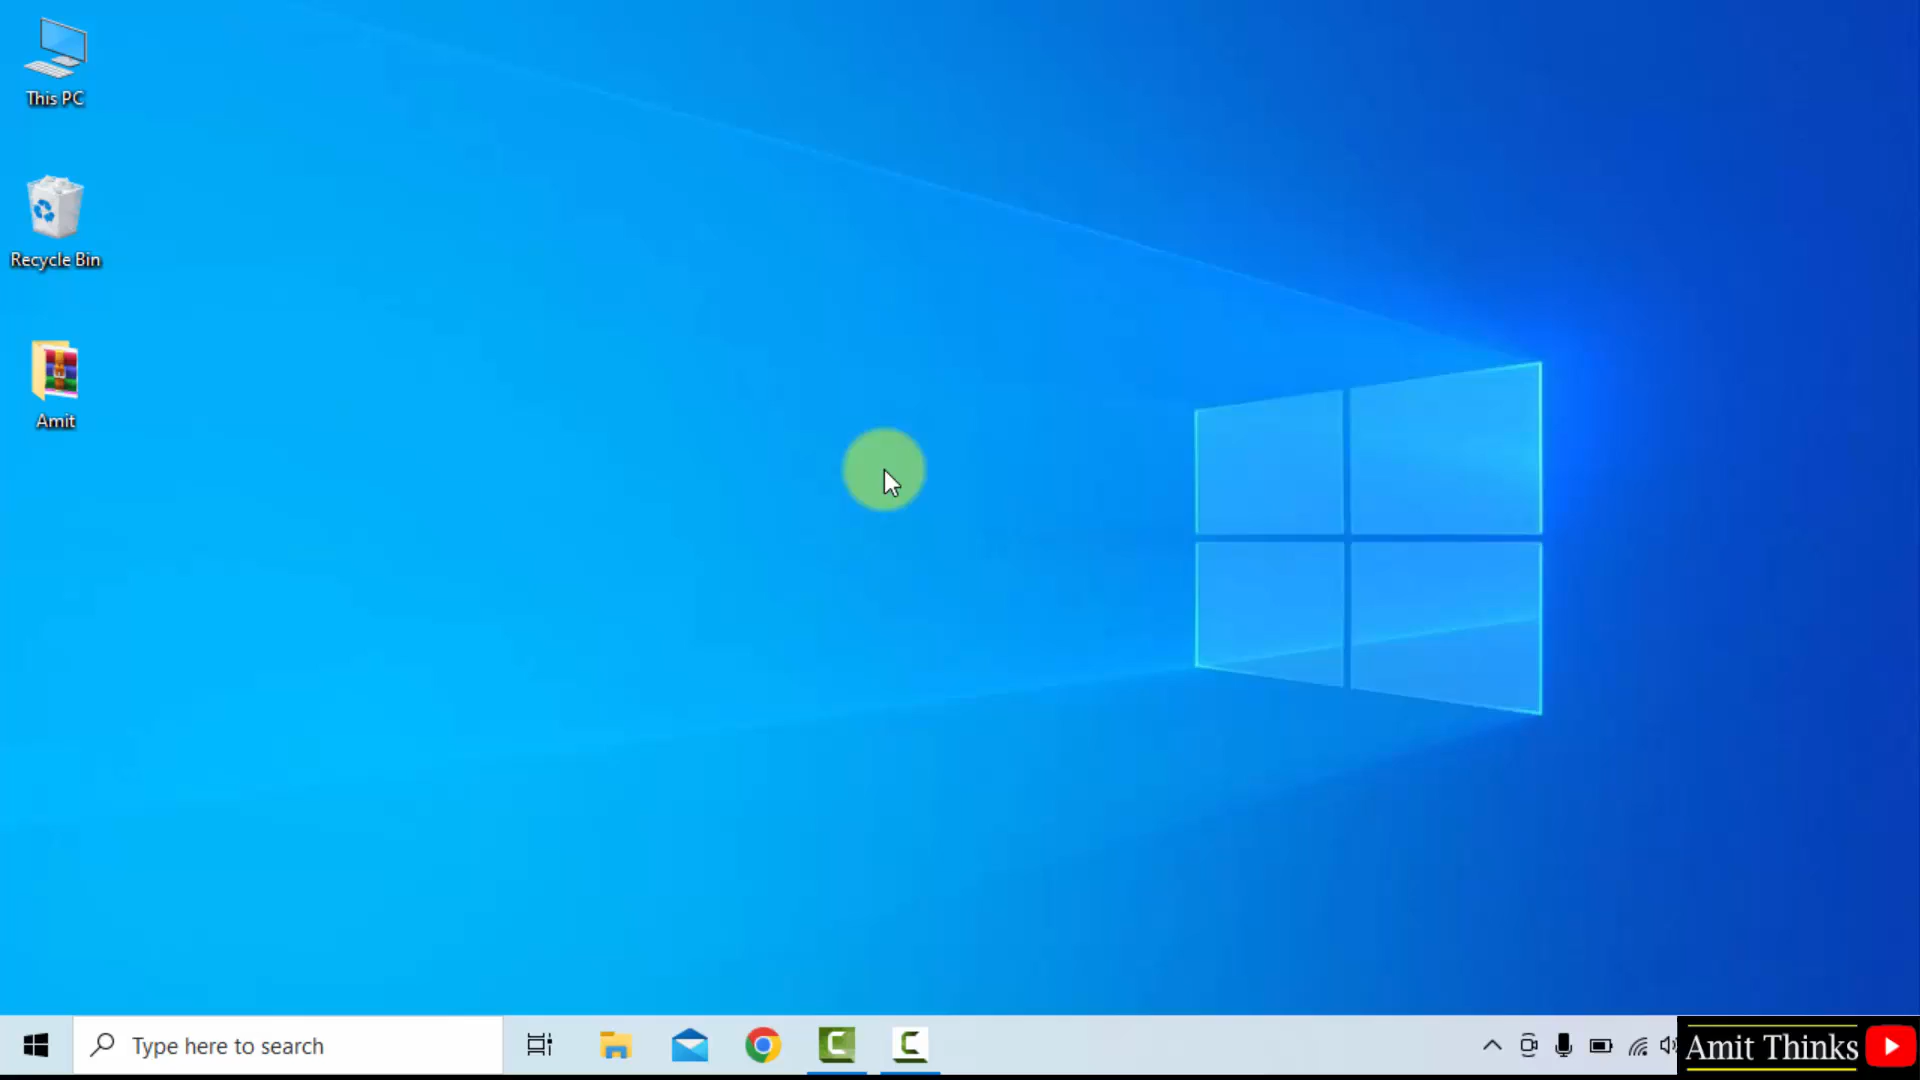 This PC
Recycle Bin
Amit
Type here to search
Amit Thinks